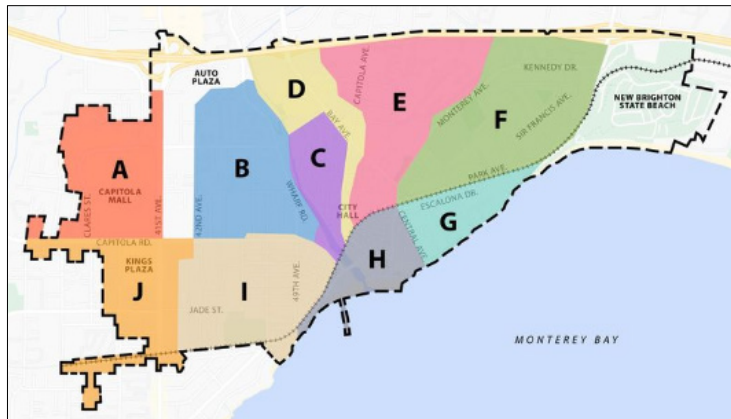 AUTO
PLAZA
D
CAPITOLA AVE.
E
KENNEDY DR.
MONTEREY AVE.
F
SIR FRANCIS AVE.
NEW BRIGHTON
STATE BEACH
BAY AVE.
A
CAPITOLA
MALL
CLARES ST.
41ST AVE.
42ND AVE.
B
C
WHARF RD.
PARK AVE.
ESCALONA DR.
CITY
HALL
CENTRAL AVE.
G
CAPITOLA RD.
KINGS
PLAZA
H
J
I
49TH AVE.
JADE ST.
MONTEREY BAY